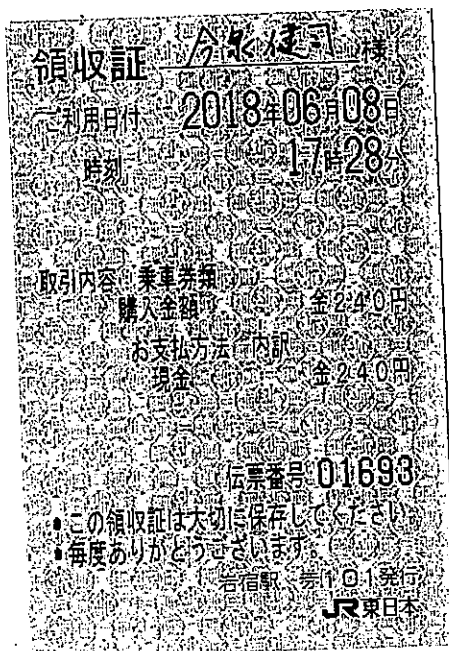 領収証 今泉健司 様
ご利用日付 2018年06月08日
時刻 17時28分
取引内容 乗車券類
購入金額 金240円
お支払方法 内訳
現金 金240円
伝票番号 01693
• この領収証は大切に保存してください
• 毎度ありがとうございます。
岩宿駅 券101発行
JR東日本